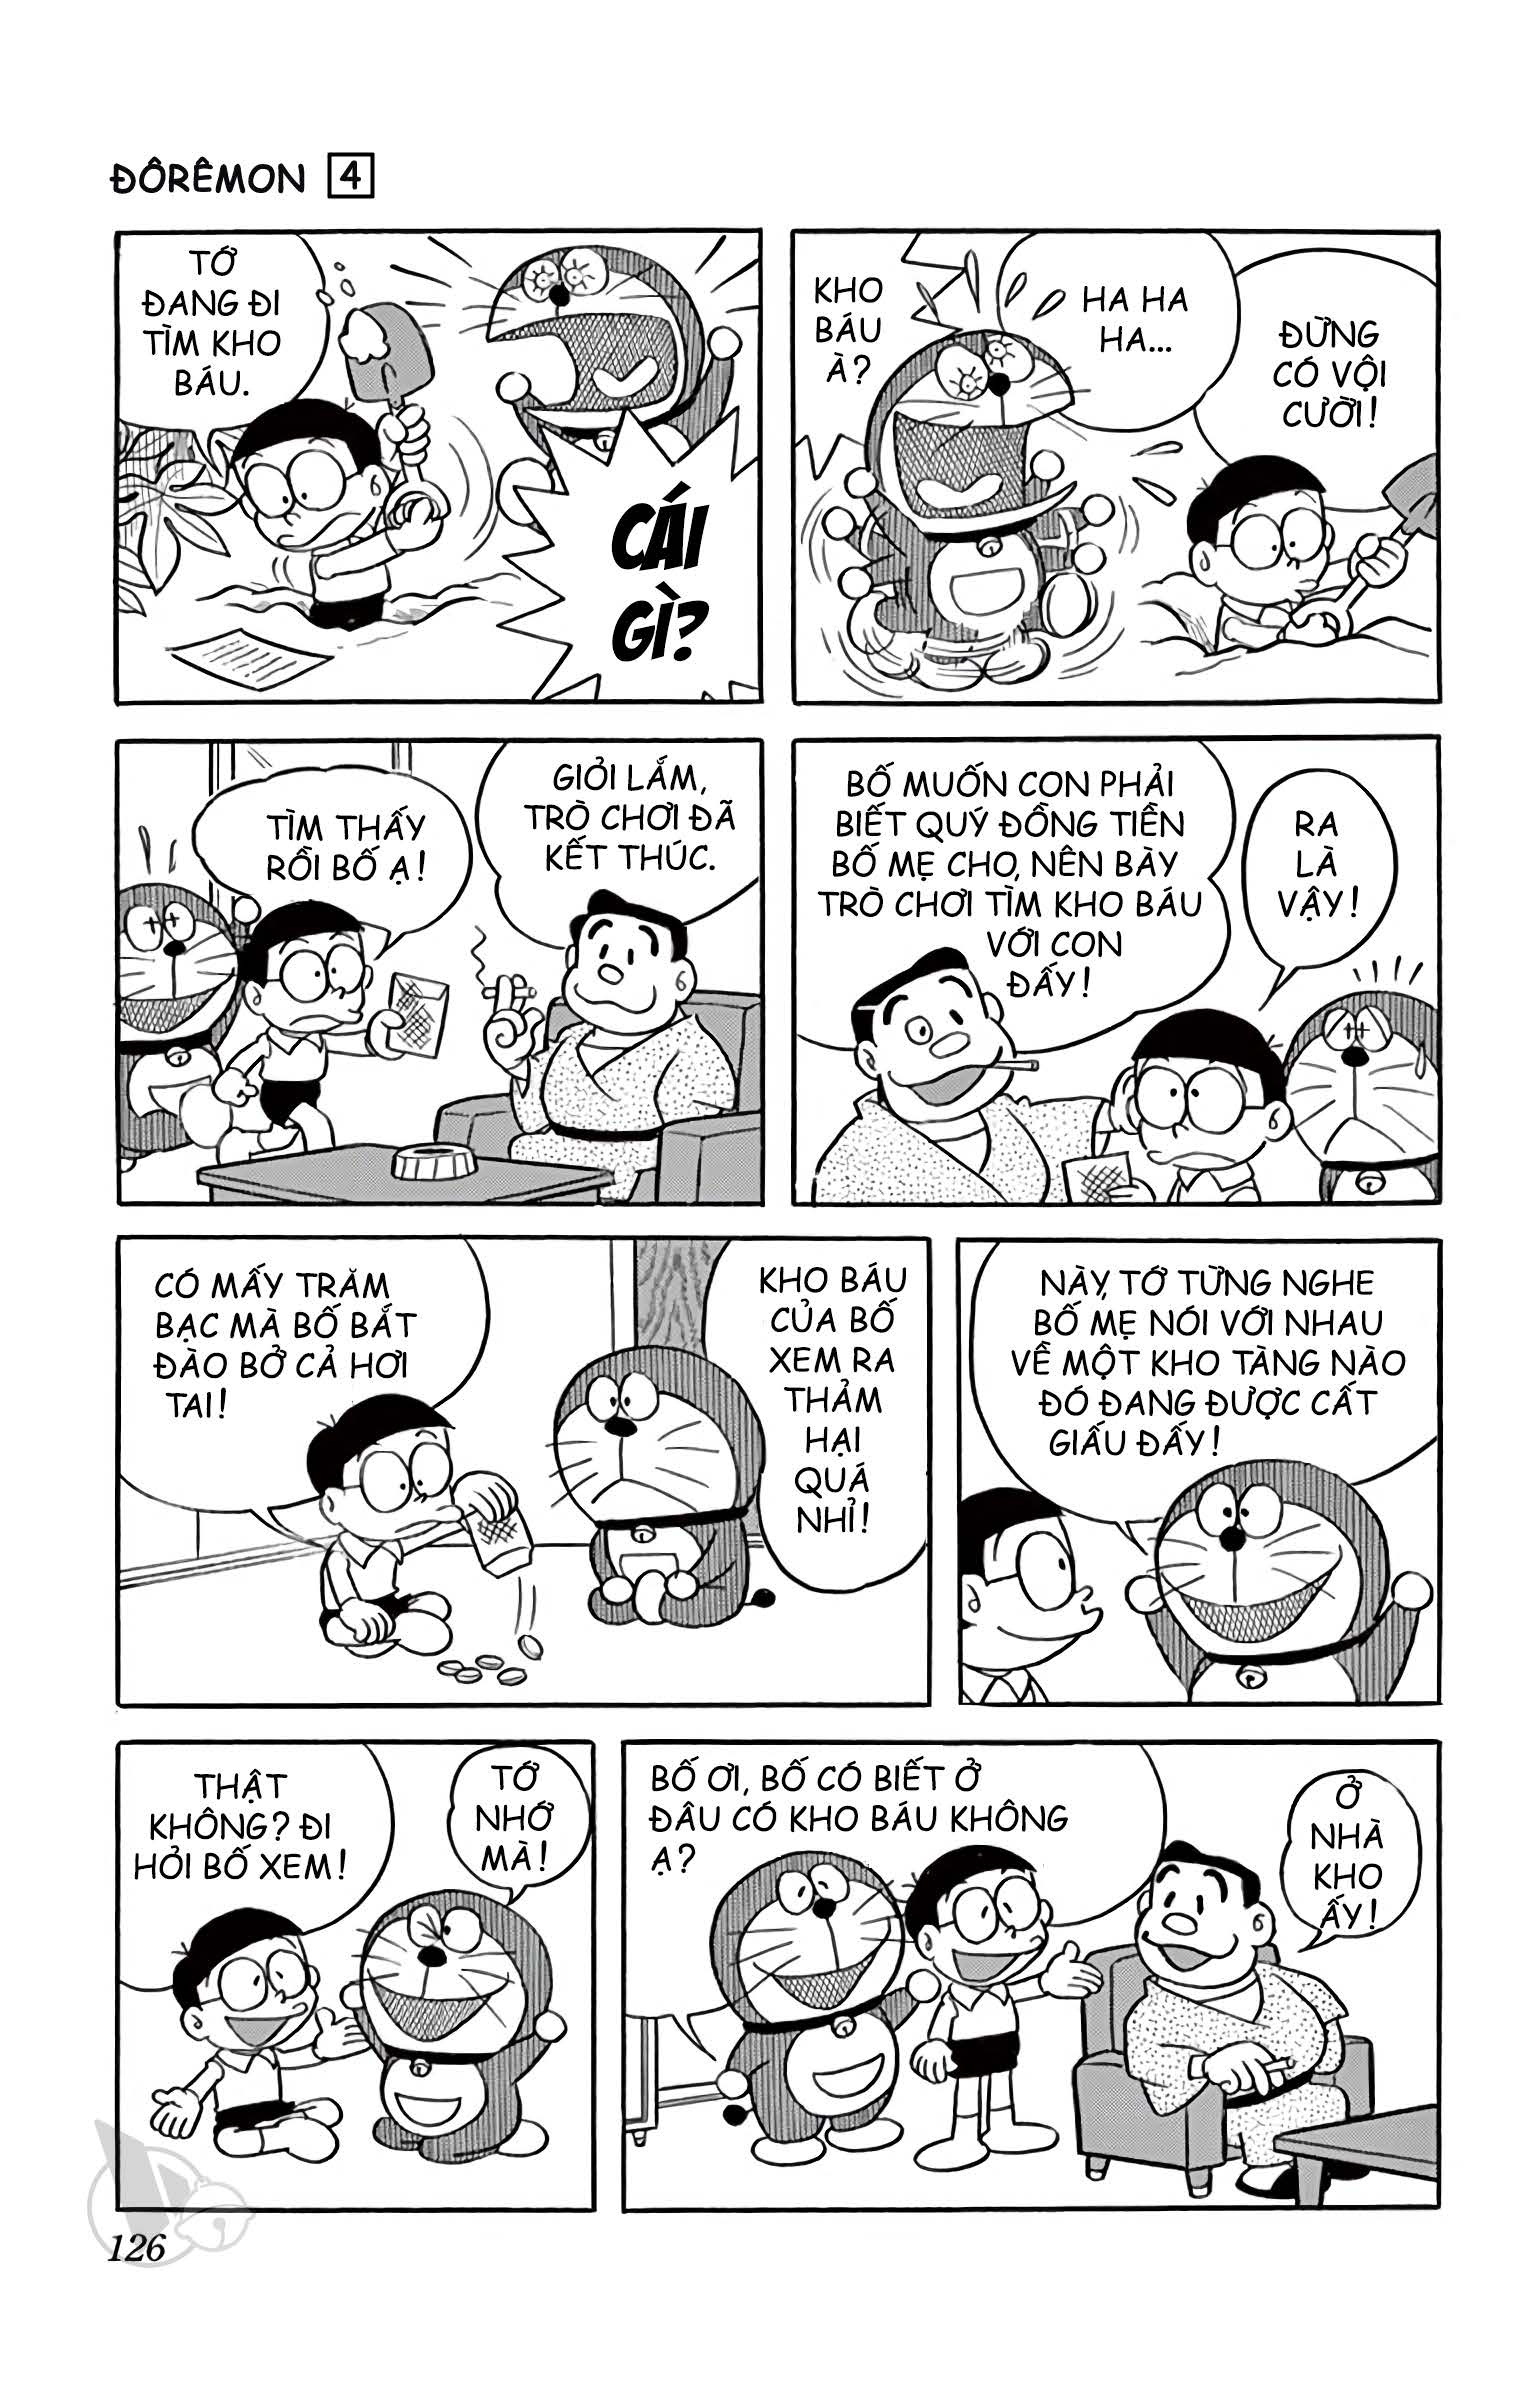 ĐÔRÊMON 4
TỚ
ĐANG ĐI
TÌM KHO
BÁU.
CÁI
GÌ?
KHO
BÁU
À?
HA HA
HA...
ĐỪNG
CÓ VỘI
CƯỜI!
TÌM THẤY
RỒI BỐ Ạ!
GIỎI LẮM,
TRÒ CHƠI ĐÃ
KẾT THÚC.
BỐ MUỐN CON PHẢI
BIẾT QUÝ ĐỒNG TIỀN
BỐ MẸ CHO, NÊN BÀY
TRÒ CHƠI TÌM KHO BÁU
VỚI CON
ĐẤY!
RA
LÀ
VẬY!
CÓ MẤY TRĂM
BẠC MÀ BỐ BẮT
ĐÀO BỞ CẢ HƠI
TAI!
KHO BÁU
CỦA BỐ
XEM RA
THẢM
HẠI
QUÁ
NHỈ!
NÀY, TỚ TỪNG NGHE
BỐ MẸ NÓI VỚI NHAU
VỀ MỘT KHO TÀNG NÀO
ĐÓ ĐANG ĐƯỢC CẤT
GIẤU ĐẤY!
THẬT
KHÔNG? ĐI
HỎI BỐ XEM!
TỚ
NHỚ
MÀ!
BỐ ƠI, BỐ CÓ BIẾT Ở
ĐÂU CÓ KHO BÁU KHÔNG
Ạ?
Ở
NHÀ
KHO
ẤY!
126